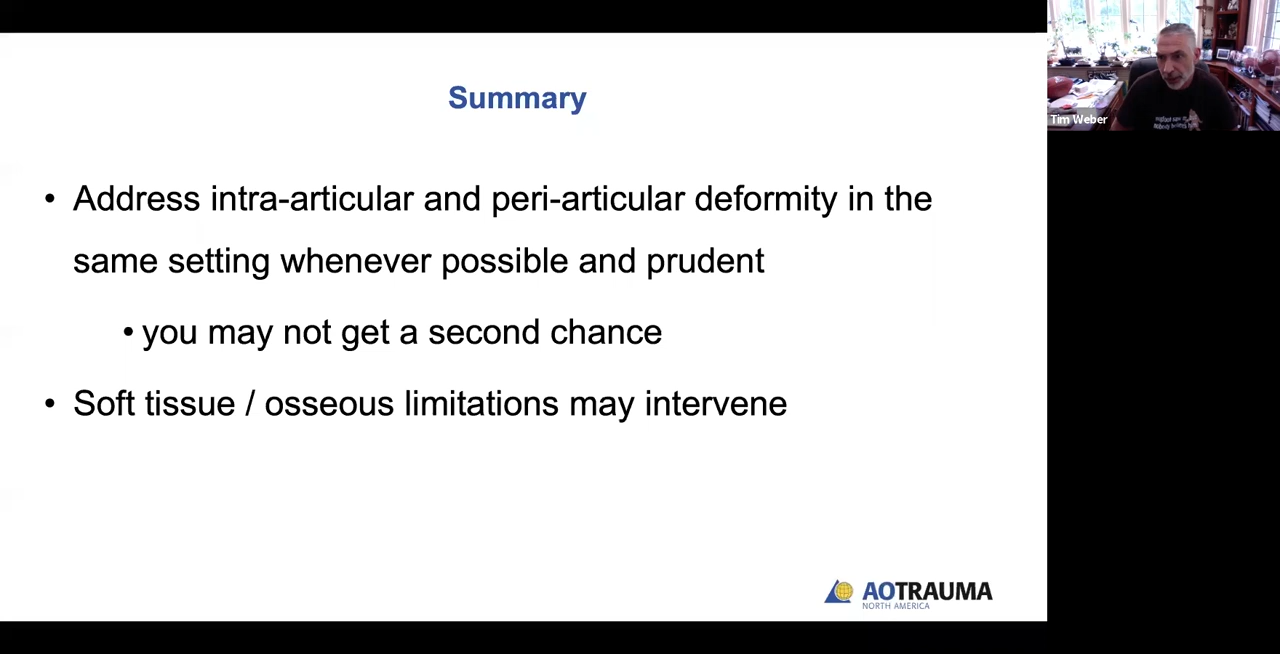 Summary
• Address intra-articular and peri-articular deformity in the
same setting whenever possible and prudent
• you may not get a second chance
• Soft tissue / osseous limitations may intervene
AOTRAUMA
NORTH AMERICA
Tim Weber